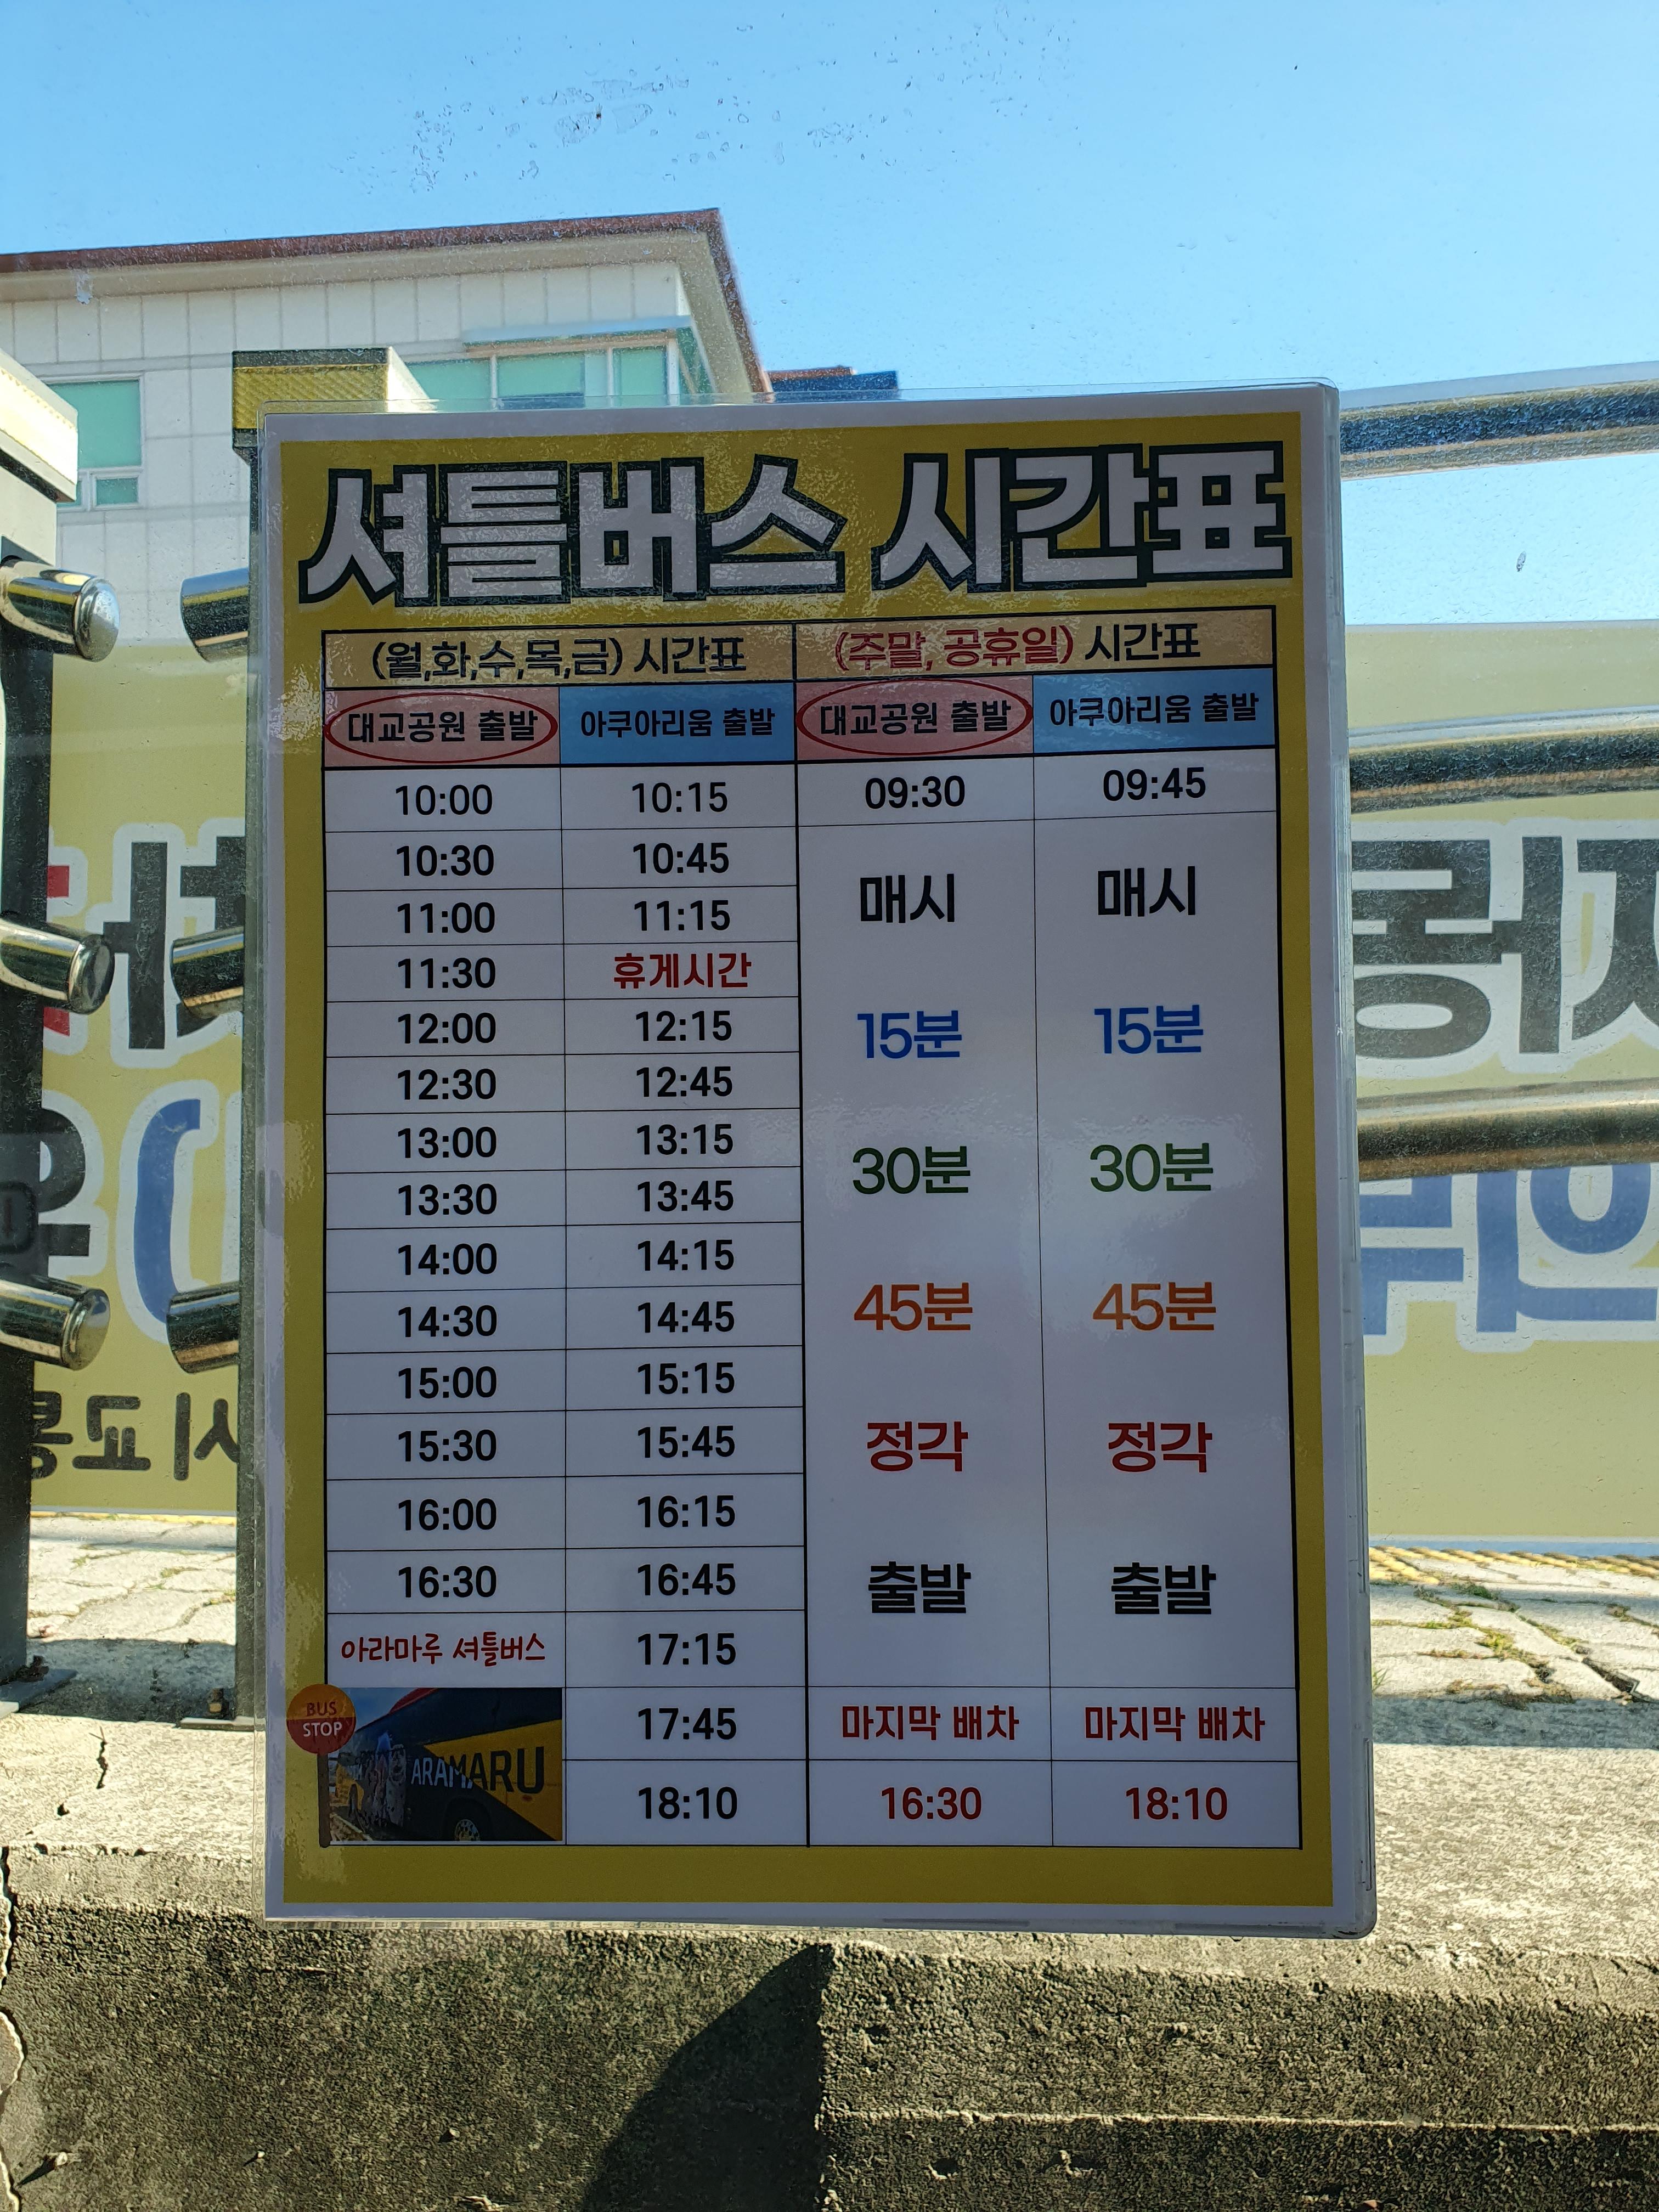 셔틀버스 시간표
(월,화,수,목,금) 시간표 (주말, 공휴일) 시간표
대교공원 출발 아쿠아리움 출발 대교공원 출발 아쿠아리움 출발
10:00 10:15 09:30 09:45
10:30 10:45
매시 매시
11:00 11:15
11:30 휴게시간
12:00 12:15 15분 15분
12:30 12:45
13:00 13:15 30분 30분
13:30 13:45
14:00 14:15
14:30 14:45 45분 45분
15:00 15:15
15:30 15:45 정각 정각
16:00 16:15
16:30 16:45 출발 출발
아라마루 셔틀버스 17:15
BUS
STOP
17:45 마지막 배차 마지막 배차
ARAMARU
18:10 16:30 18:10